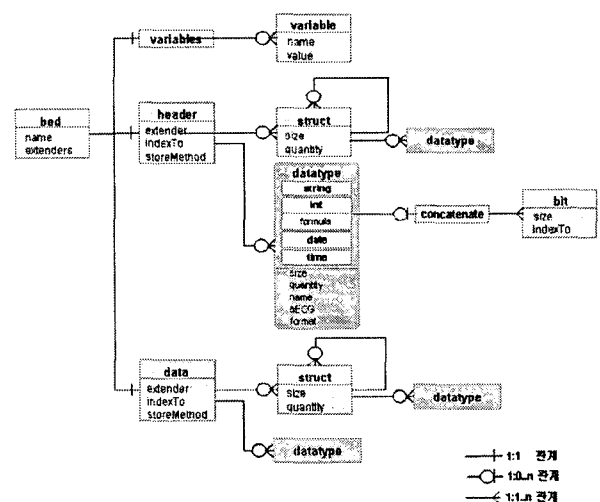 variable
name
value
variables
bed
name
extenders
header
extender
indexTo
storeMethod
struct
size
quantity
datatype
datatype
string
int
formula
date
time
size
quantity
name
aECG
format
concatenate
bit
size
indexTo
data
extender
indexTo
storeMethod
struct
size
quantity
datatype
datatype
1:1 관계
1:0..n 관계
1:1..n 관계